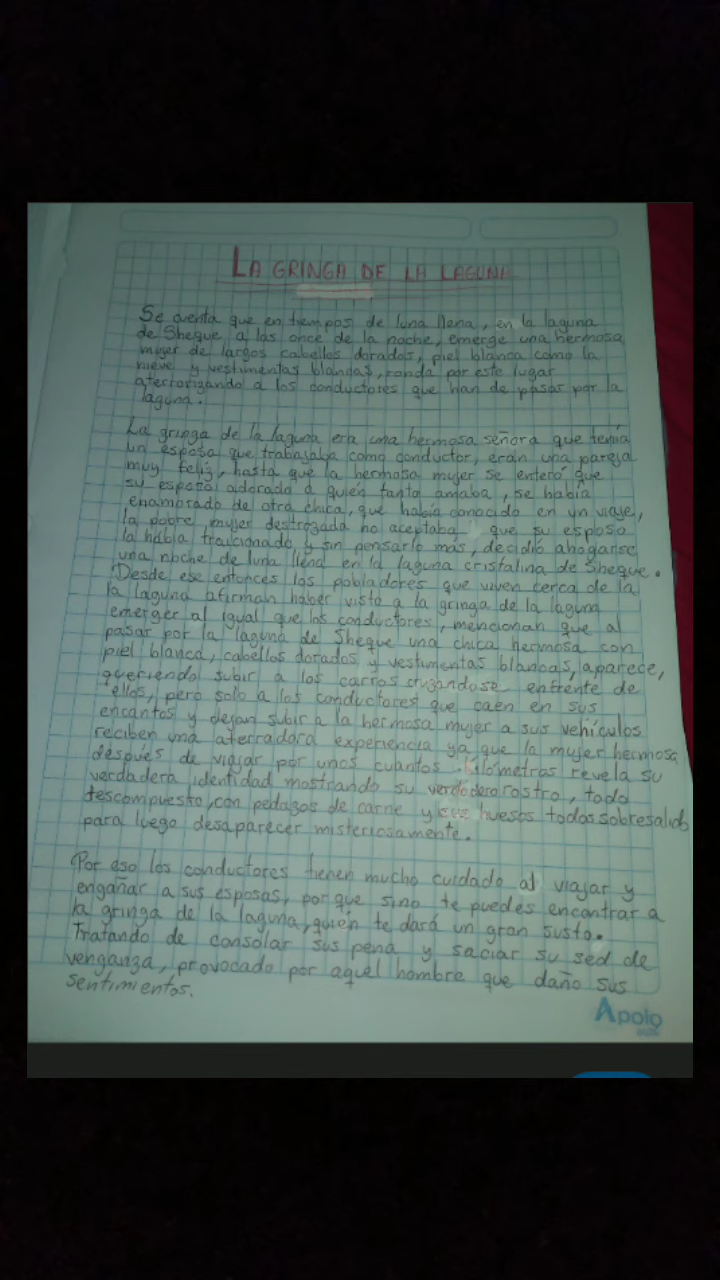 LA GRINGA DE LA LAGUNA
Se cuenta que en tiempos de luna llena, en la laguna
de Sheque a las once de la noche, emerge una hermosa
mujer de largos cabellos dorados, piel blanca como la
nieve y vestimentas blancas, ronda por este lugar
aterrorizando a los conductores que han de pasar por la
laguna.
La gringa de la laguna era una hermosa señora que tenía
un esposo que trabajaba como conductor, eran una pareja
muy feliz, hasta que la hermosa mujer se enteró que
su esposo adorado a quién tanto amaba, se había
enamorado de otra chica, que había conocido en un viaje,
la pobre mujer destrozada no aceptaba que su esposo
la había traicionado y sin pensarlo más, decidió ahogarse
una noche de luna llena en la laguna cristalina de Sheque.
Desde ese entonces los pobladores que viven cerca de la
la laguna afirman haber visto a la gringa de la laguna
emerger al igual que los conductores, mencionan que al
pasar por la laguna de Sheque una chica hermosa con
piel blanca, cabellos dorados y vestimentas blancas, aparece,
queriendo subir a los carros cruzandose enfrente de
ellos, pero solo a los conductores que caen en sus
encantos y dejan subir a la hermosa mujer a sus vehículos
reciben una aterradora experiencia ya que la mujer hermosa
después de viajar por unos cuantos Kilómetros revela su
verdadera identidad mostrando su verdadero rostro, todo
descompuesto, con pedazos de carne y sus huesos todos sobresalidos
para luego desaparecer misteriosamente.
Por eso los conductores tienen mucho cuidado al viajar y
engañar a sus esposas, por que sino te puedes encontrar a
la gringa de la laguna, quién te dará un gran susto.
Tratando de consolar sus pena y saciar su sed de
venganza, provocado por aquel hombre que daño sus
sentimientos.
Apolo